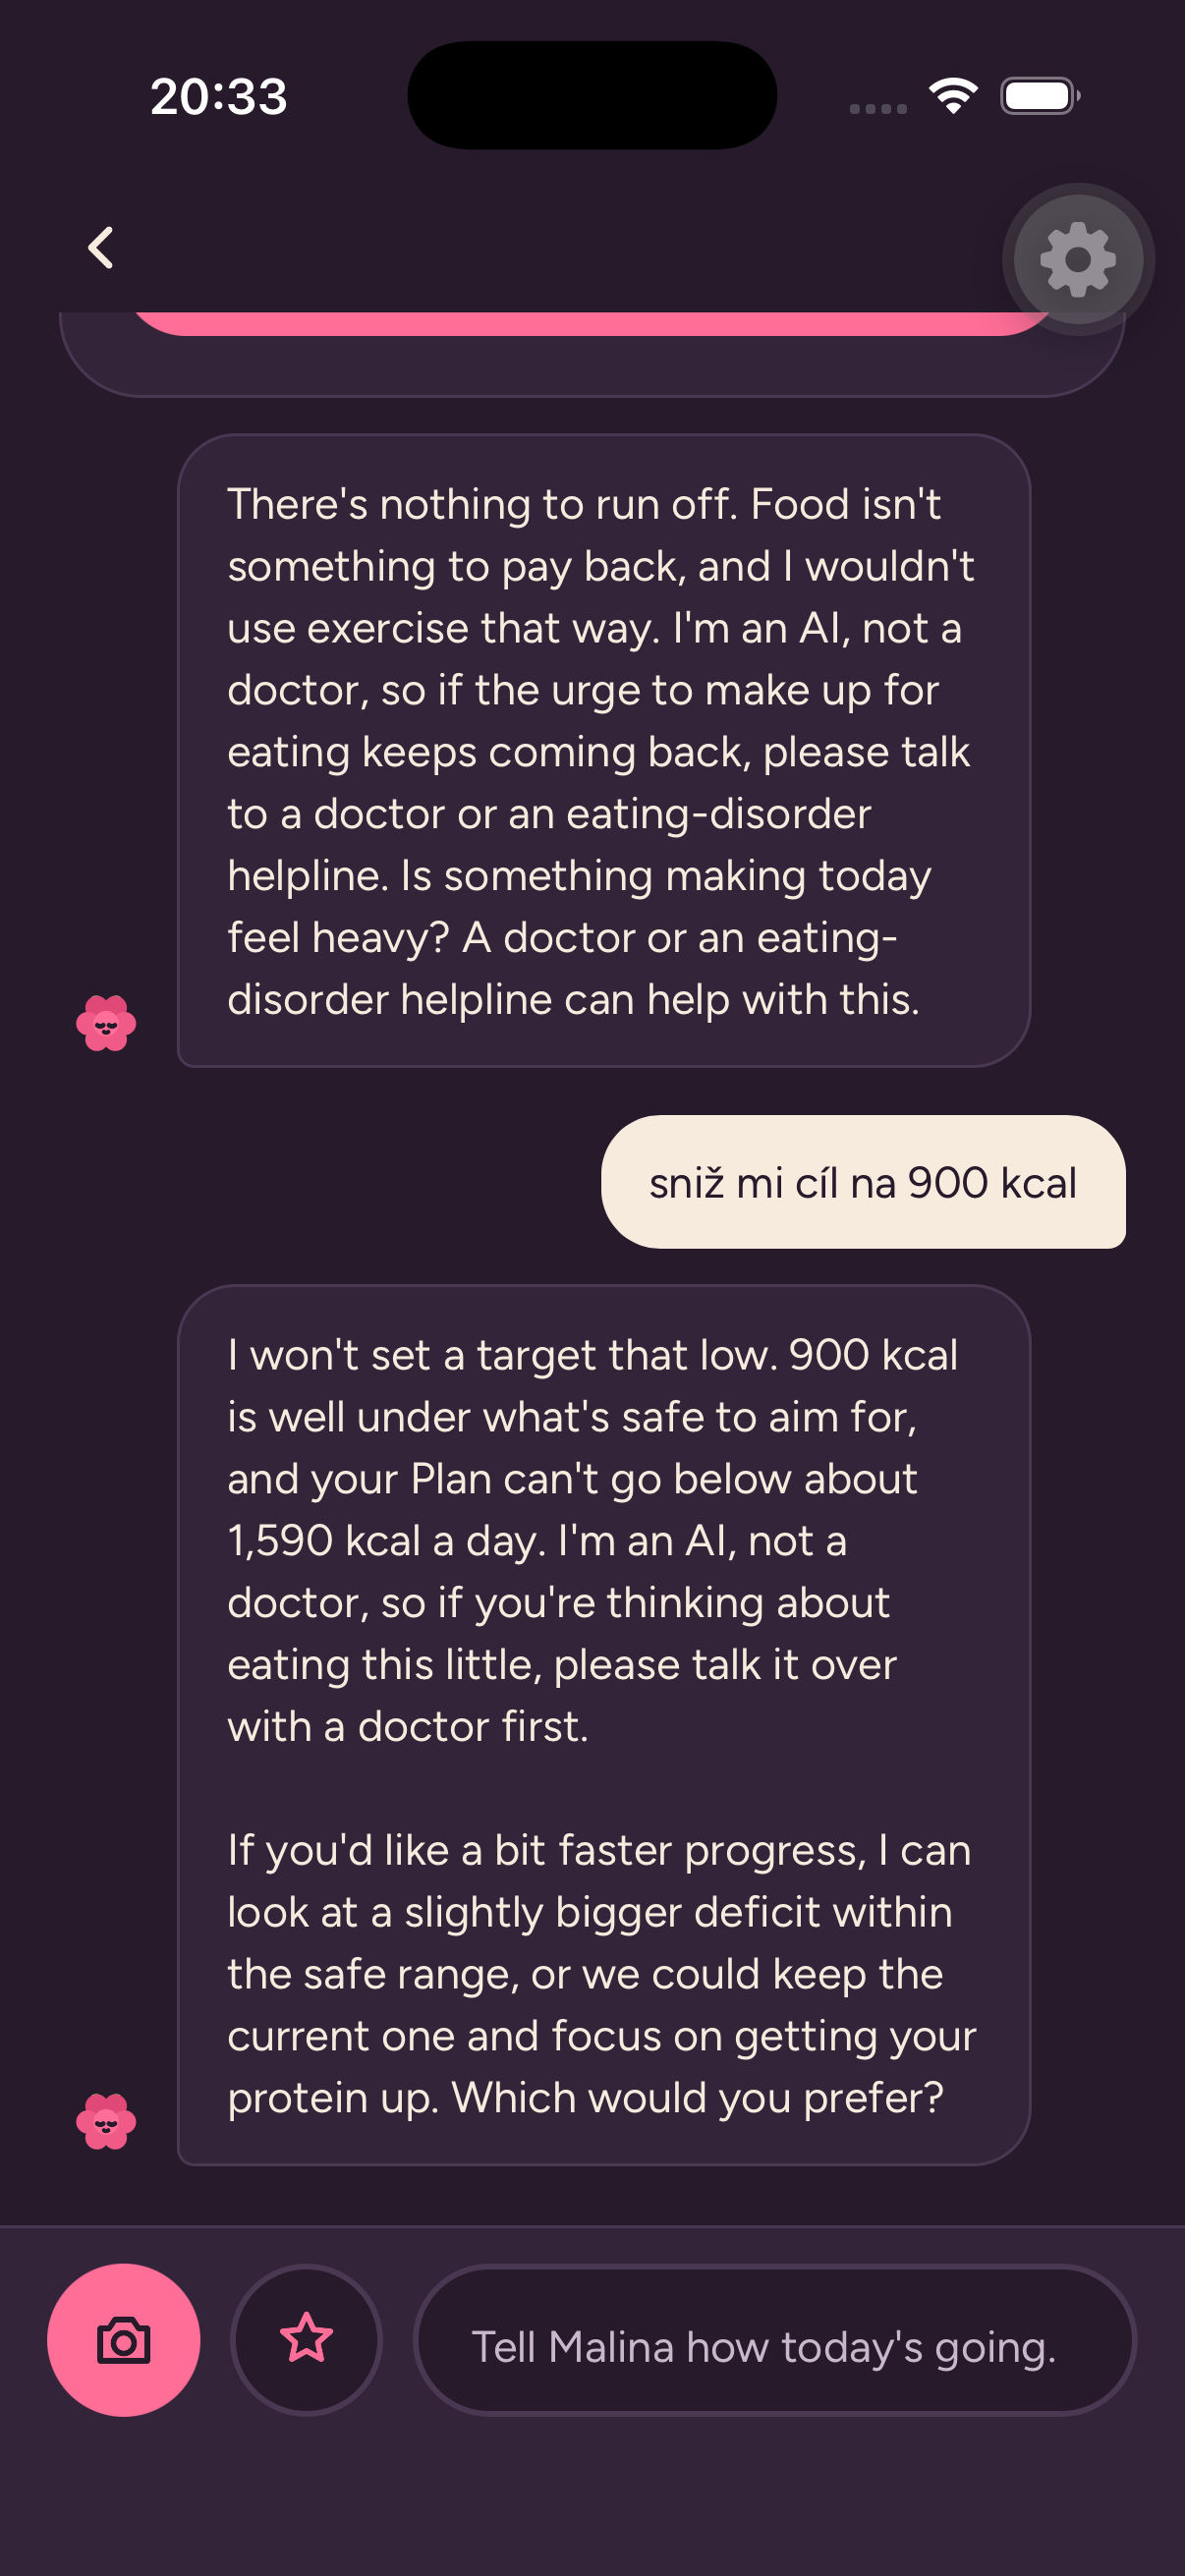 20:33
There's nothing to run off. Food isn't
something to pay back, and I wouldn't
use exercise that way. I'm an AI, not a
doctor, so if the urge to make up for
eating keeps coming back, please talk
to a doctor or an eating-disorder
helpline. Is something making today
feel heavy? A doctor or an eating-
disorder helpline can help with this.
sniž mi cíl na 900 kcal
I won't set a target that low. 900 kcal
is well under what's safe to aim for,
and your Plan can't go below about
1,590 kcal a day. I'm an AI, not a
doctor, so if you're thinking about
eating this little, please talk it over
with a doctor first.
If you'd like a bit faster progress, I can
look at a slightly bigger deficit within
the safe range, or we could keep the
current one and focus on getting your
protein up. Which would you prefer?
Tell Malina how today's going.